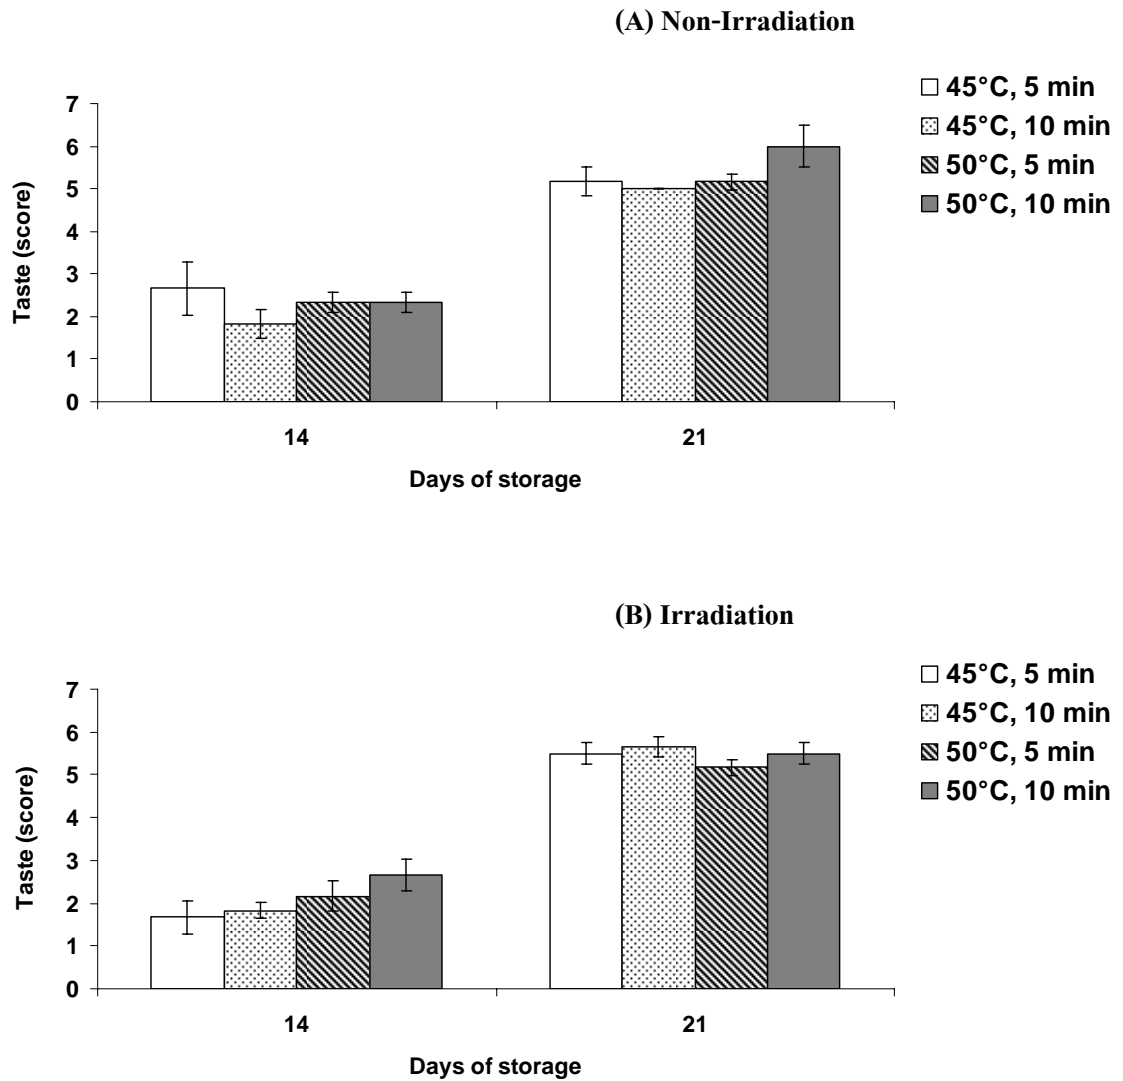 (A) Non-Irradiation
45°C, 5 min
45°C, 10 min
50°C, 5 min
50°C, 10 min
Taste (score)
7
6
5
4
3
2
1
0
14 21
Days of storage
(B) Irradiation
45°C, 5 min
45°C, 10 min
50°C, 5 min
50°C, 10 min
Taste (score)
7
6
5
4
3
2
1
0
14 21
Days of storage